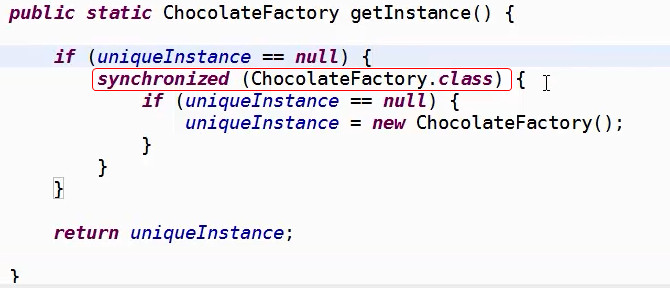 public static ChocolateFactory getInstance() {
if (uniqueInstance == null) {
synchronized (ChocolateFactory.class) {
if (uniqueInstance == null) {
uniqueInstance = new ChocolateFactory();
}
}
}
return uniqueInstance;
}